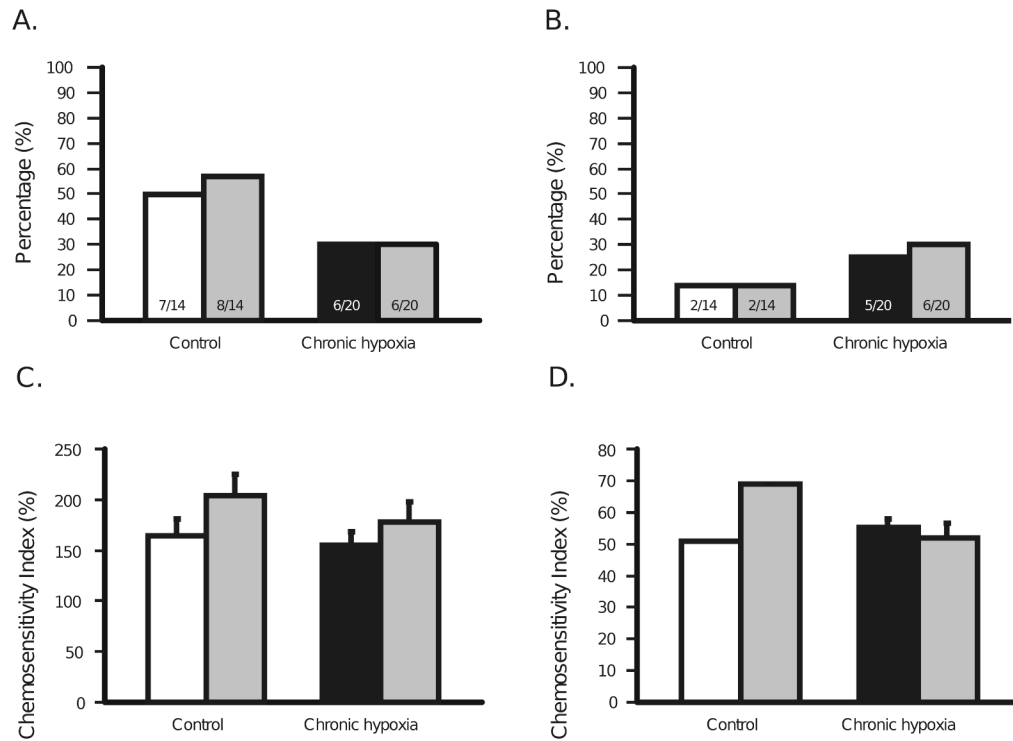 A.
Percentage (%)
100
90
80
70
60
50
40
30
20
10
0
7/14
8/14
6/20
6/20
Control
Chronic hypoxia
B.
Percentage (%)
100
90
80
70
60
50
40
30
20
10
0
2/14
2/14
5/20
6/20
Control
Chronic hypoxia
C.
Chemosensitivity Index (%)
250
200
150
100
50
0
Control
Chronic hypoxia
D.
Chemosensitivity Index (%)
80
70
60
50
40
30
20
10
0
Control
Chronic hypoxia